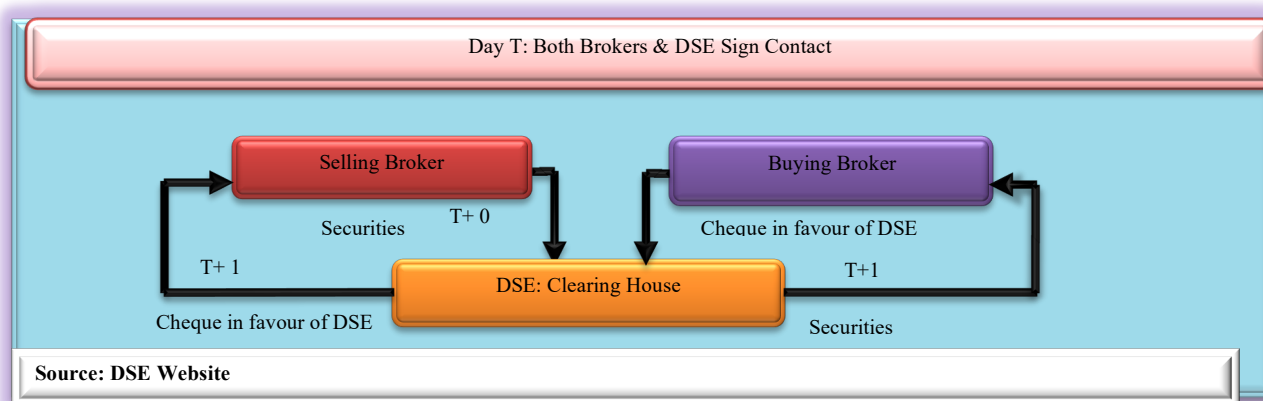 Day T: Both Brokers & DSE Sign Contact
Selling Broker
Buying Broker
T+ 0
Securities
Cheque in favour of DSE
T+ 1
DSE: Clearing House
T+1
Cheque in favour of DSE
Securities
Source: DSE Website